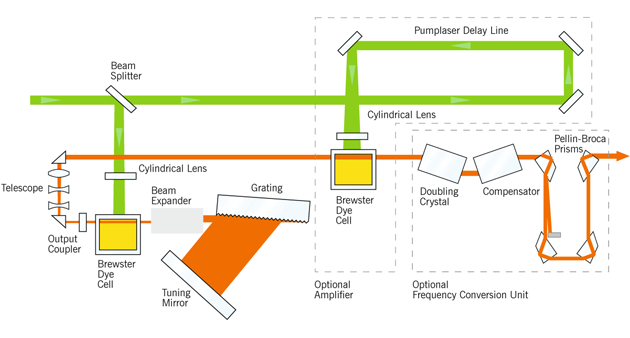 Pumplaser Delay Line
Beam
Splitter
Cylindrical Lens
Pellin-Broca
Prisms
Cylindrical Lens
Telescope
Beam
Expander
Grating
Doubling
Crystal
Compensator
Brewster
Dye
Cell
Output
Coupler
Brewster
Dye
Cell
Tuning
Mirror
Optional
Amplifier
Optional
Frequency Conversion Unit